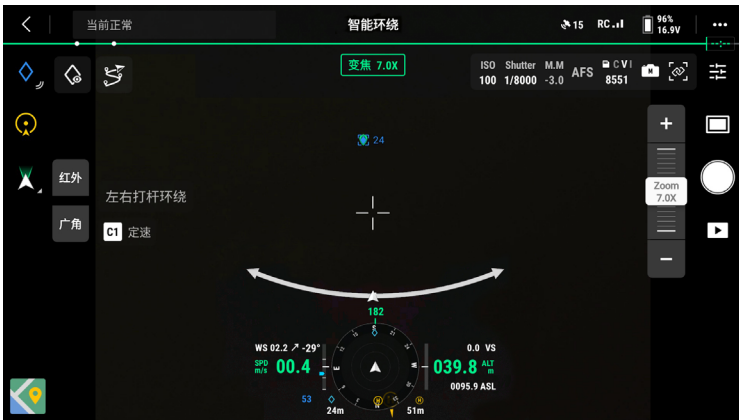 当前正常
智能环绕
15 RC 96% 16.9V
变焦 7.0X
ISO 100
Shutter 1/8000
M.M -3.0
AFS
8551
M
24
红外
广角
左右打杆环绕
C1 定速
+
Zoom
7.0X
−
182
WS 02.2 ↗ -29°
0.0 VS
SPD m/s 00.4
039.8 ALT m
0095.9 ASL
S
E
W
53
24m
H
51m